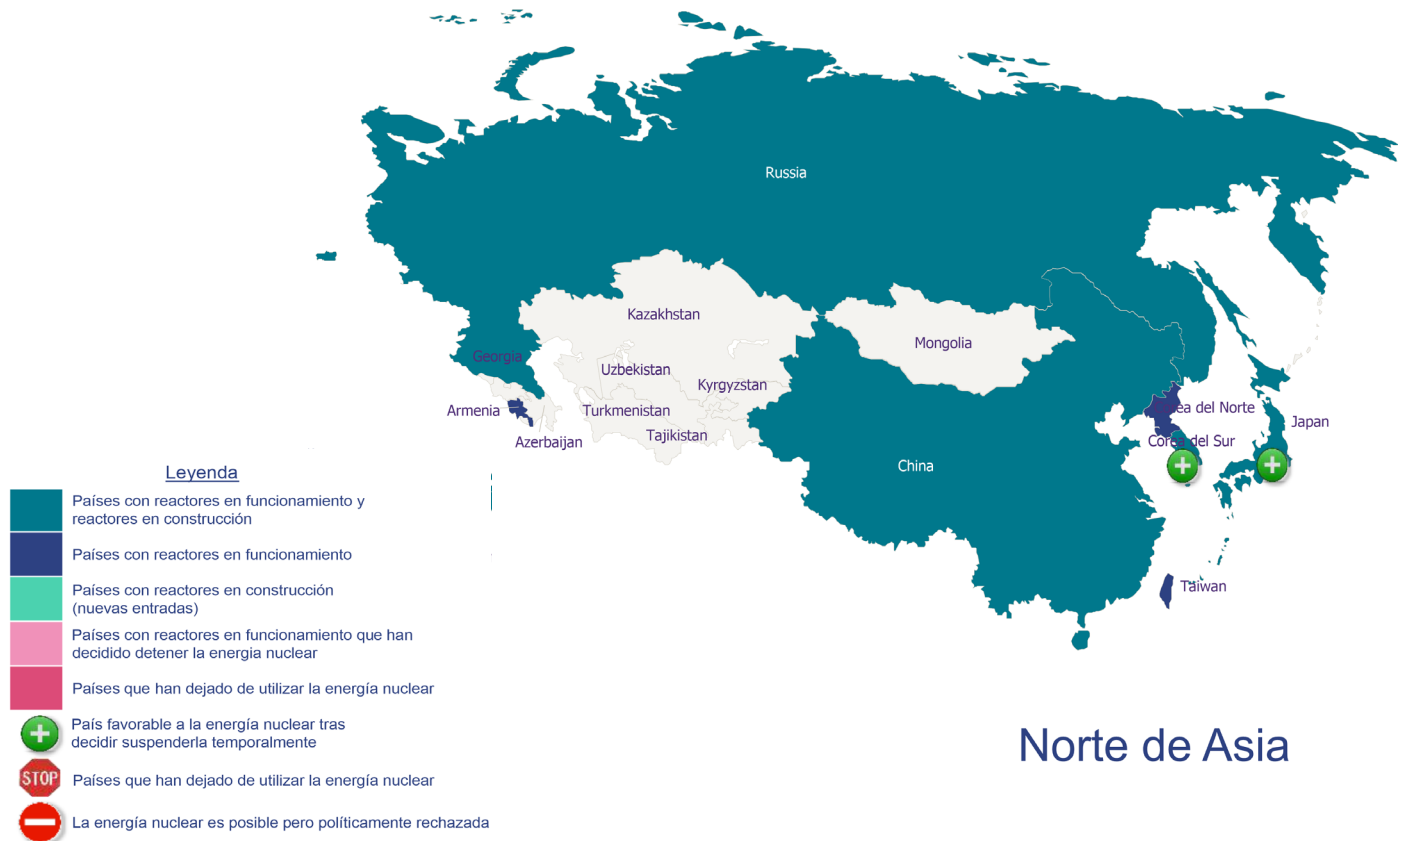 Russia
Kazakhstan
Mongolia
Georgia
Uzbekistan
Kyrgyzstan
Armenia
Turkmenistan
Azerbaijan
Tajikistan
ea del Norte
Japan
Corea del Sur
China
Taiwan
Leyenda
Países con reactores en funcionamiento y
reactores en construcción
Países con reactores en funcionamiento
Países con reactores en construcción
(nuevas entradas)
Países con reactores en funcionamiento que han
decidido detener la energia nuclear
Países que han dejado de utilizar la energía nuclear
País favorable a la energía nuclear tras
decidir suspenderla temporalmente
STOP
Países que han dejado de utilizar la energía nuclear
La energía nuclear es posible pero políticamente rechazada
Norte de Asia